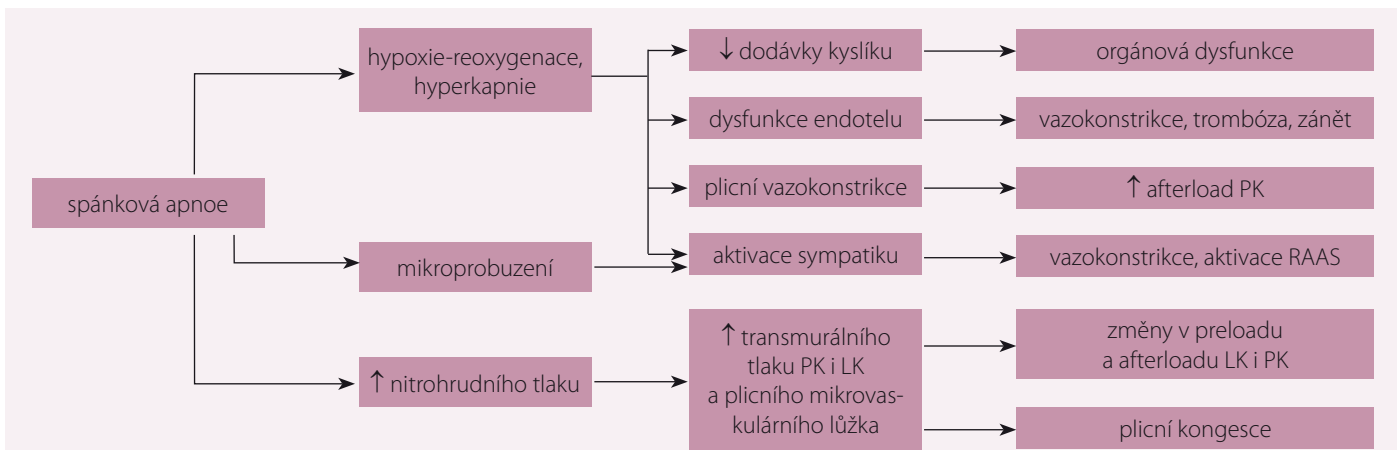 spánková apnoe
hypoxie-reoxygenace,
hyperkapnie
mikroprobuzení
↑ nitrohrudního tlaku
↓ dodávky kyslíku
dysfunkce endotelu
plicní vazokonstrikce
aktivace sympatiku
↑ transmurálního
tlaku PK i LK
a plicního mikrovas-
kulárního lůžka
orgánová dysfunkce
vazokonstrikce, trombóza, zánět
↑ afterload PK
vazokonstrikce, aktivace RAAS
změny v preloadu
a afterloadu LK i PK
plicní kongesce